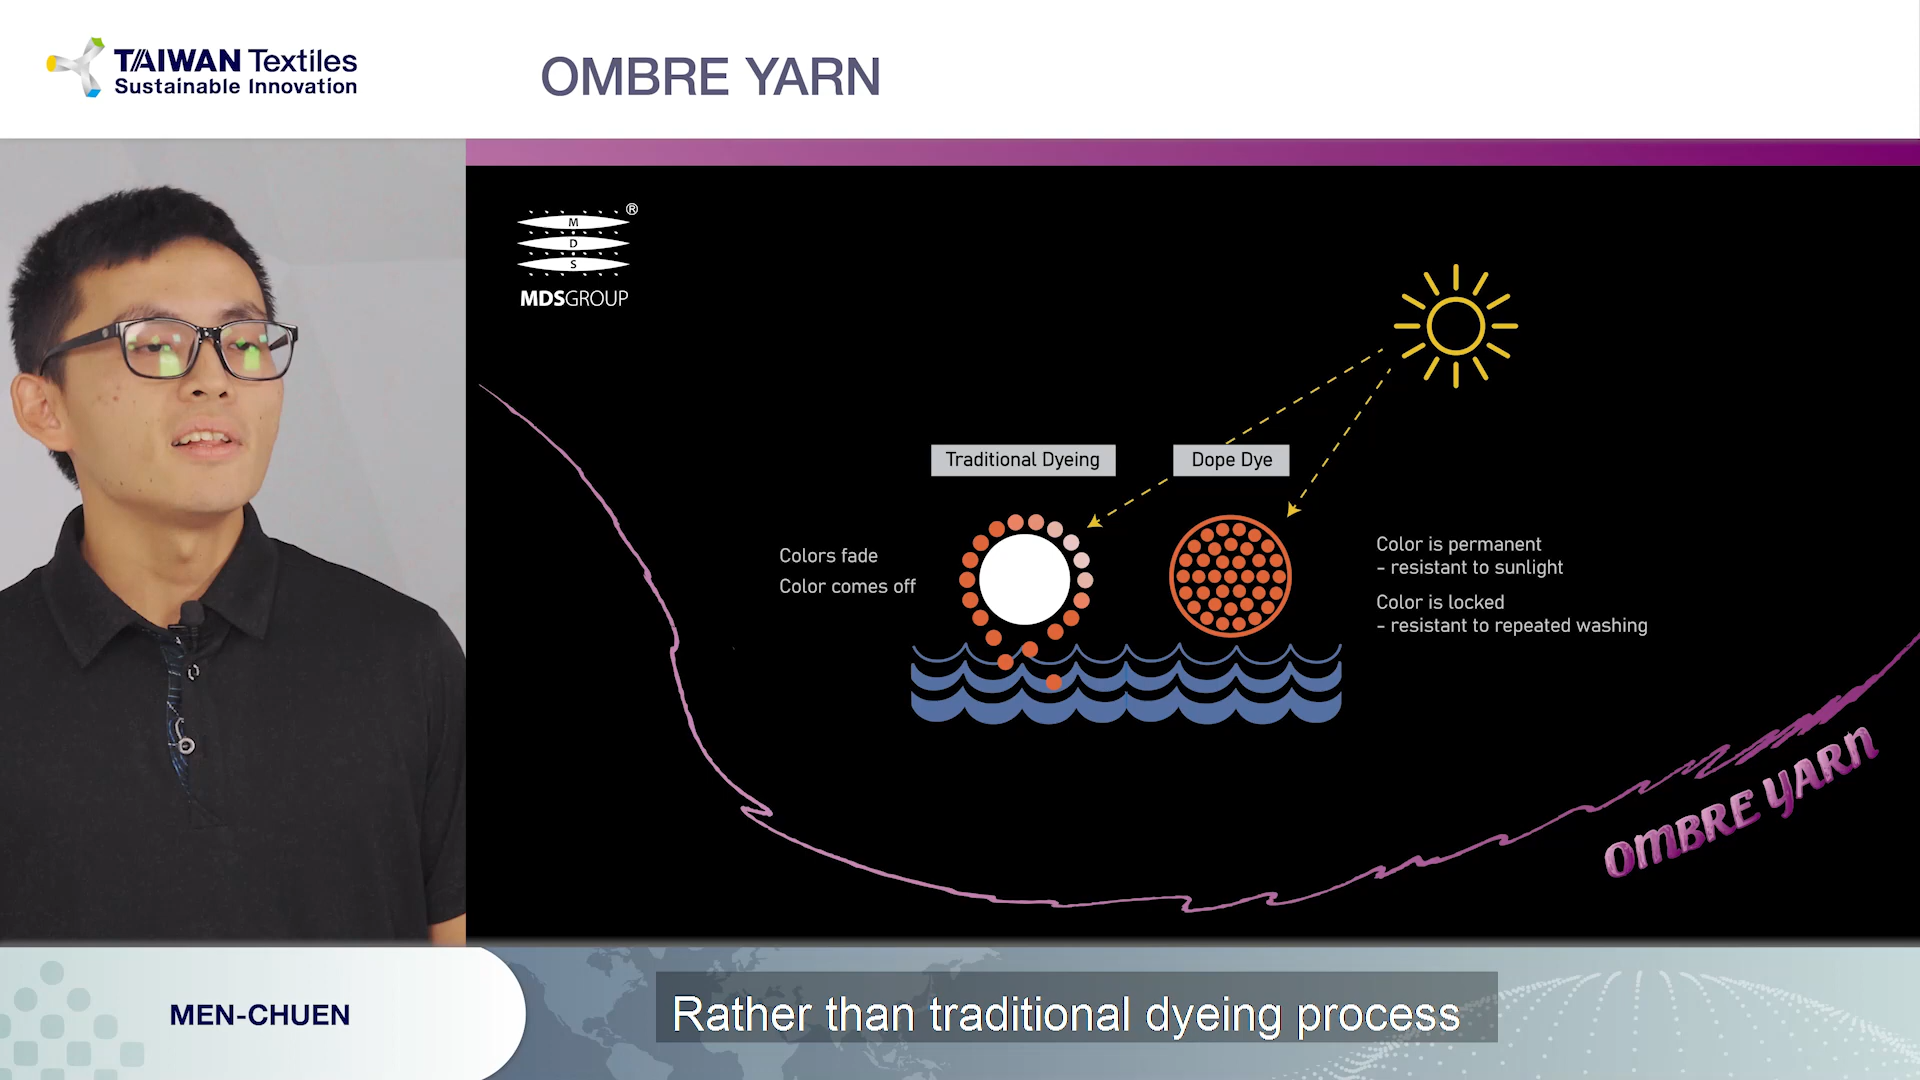 TAIWAN Textiles
Sustainable Innovation
OMBRE YARN
®
M
D
S
MDSGROUP
Traditional Dyeing
Dope Dye
Colors fade
Color comes off
Color is permanent
- resistant to sunlight
Color is locked
- resistant to repeated washing
OMBRE YARN
MEN-CHUEN
Rather than traditional dyeing process